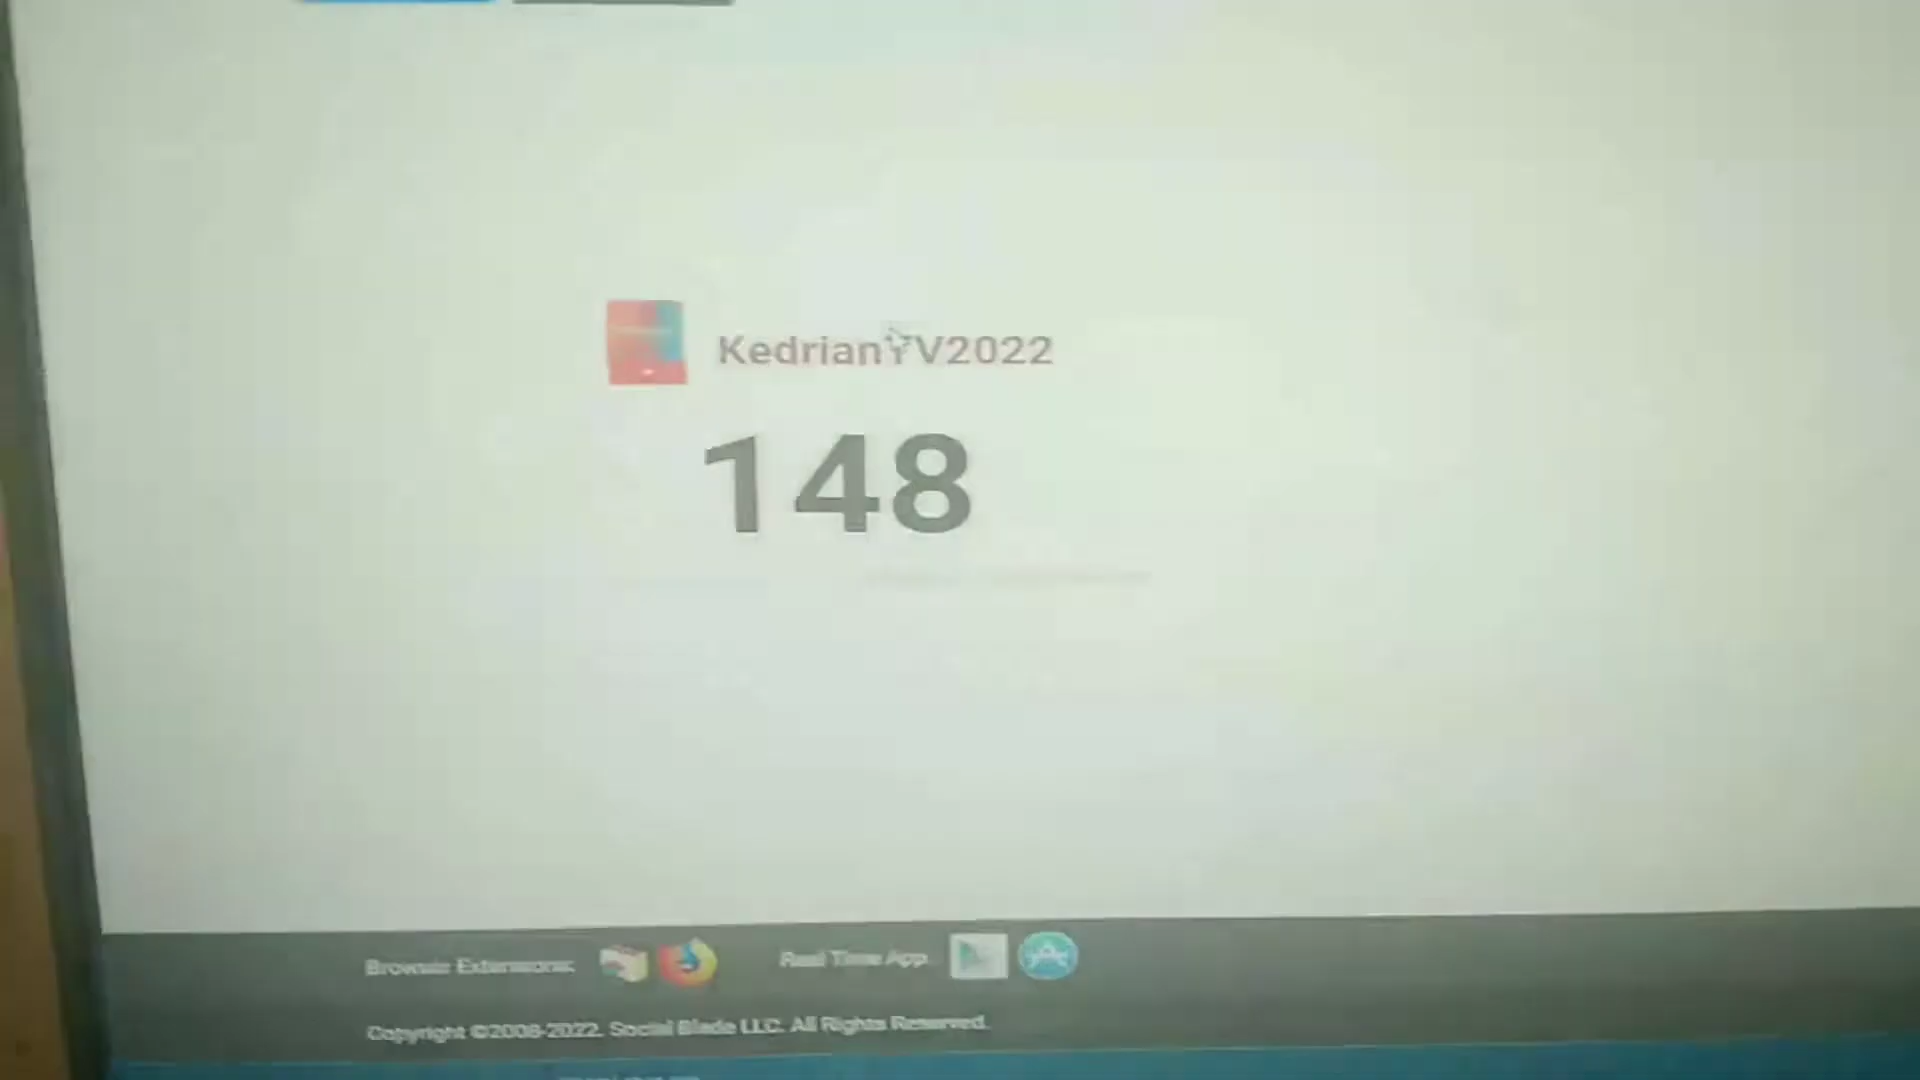 KedrianTV2022
148
Browser Extensions:
Real Time App
Copyright ©2008-2022. Social Blade LLC. All Rights Reserved.